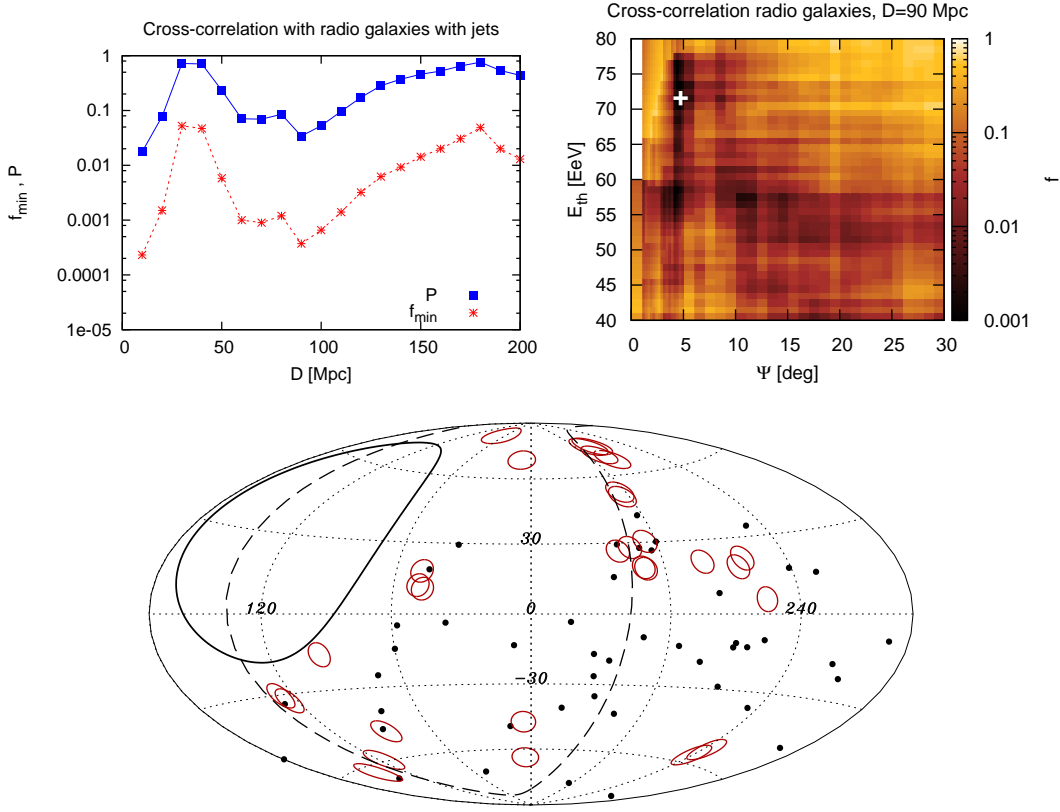 Cross-correlation with radio galaxies with jets
1
0.1
0.01
0.001
0.0001
1e-05
f_min , P
P
f_min
0 50 100 150 200
D [Mpc]
Cross-correlation radio galaxies, D=90 Mpc
80
75
70
65
60
55
50
45
40
E_th [EeV]
0 5 10 15 20 25 30
Ψ [deg]
1
0.1
0.01
0.001
f
30
120 0 240
−30